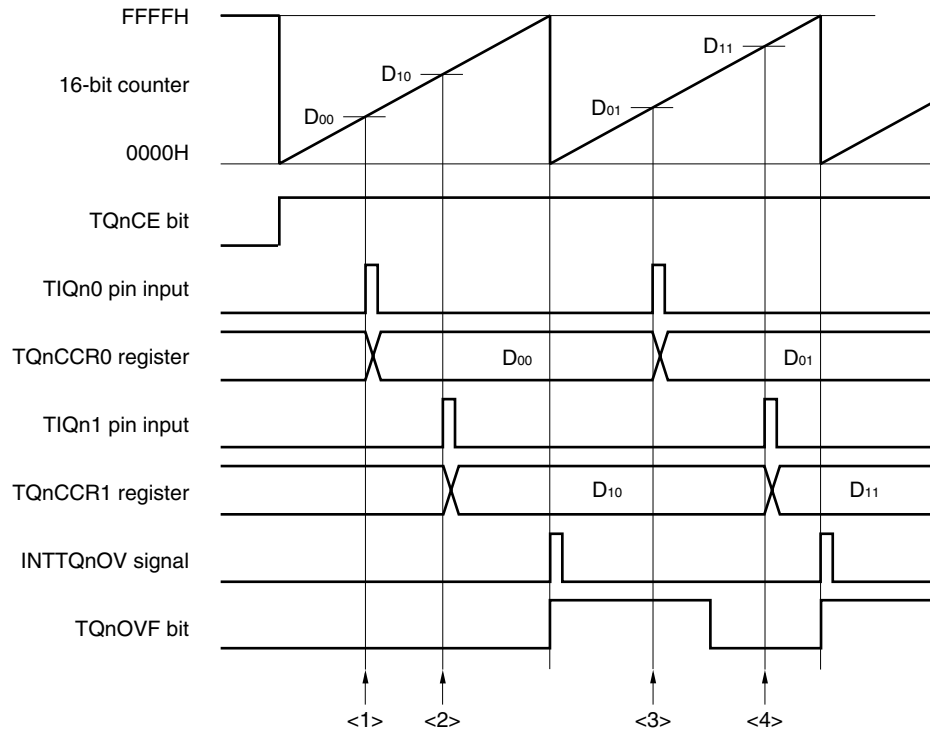 FFFFH
D11
D10
16-bit counter
D00
D01
0000H
TQnCE bit
TIQn0 pin input
TQnCCR0 register
D00
D01
TIQn1 pin input
TQnCCR1 register
D10
D11
INTTQnOV signal
TQnOVF bit
<1>
<2>
<3>
<4>